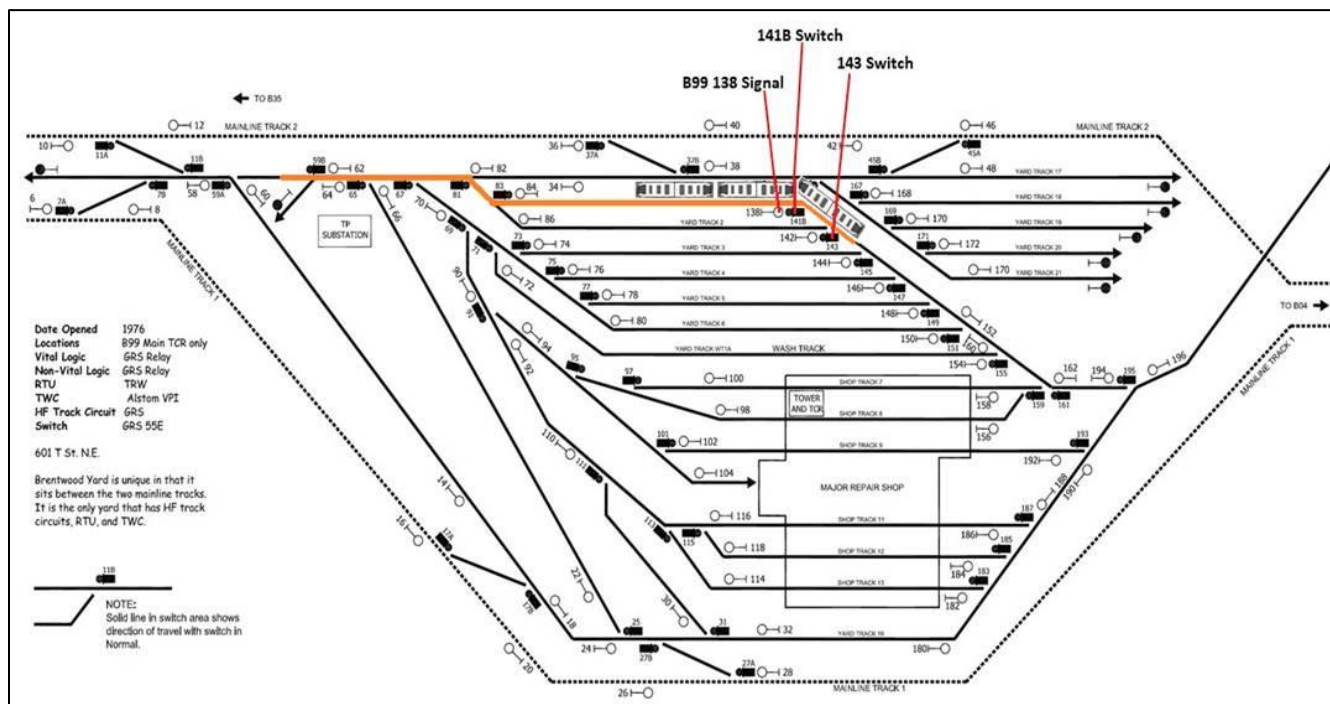 141B Switch
143 Switch
B99 138 Signal
TO B35
12
MAINLINE TRACK 2
40
46
MAINLINE TRACK 2
10
11A
11B
59B
62
36
37A
37B
38
82
42
45A
45B
48
YARD TRACK 17
6
2A
7B
8
58
59A
60
64
65
67
81
83
84
34
167
168
YARD TRACK 18
MAINLINE TRACK 1
TP
SUBSTATION
66
70
69
71
86
YARD TRACK 2
138
141B
169
170
YARD TRACK 19
73
74
YARD TRACK 3
142
143
171
172
YARD TRACK 20
72
75
76
YARD TRACK 4
144
145
170
YARD TRACK 21
90
91
77
78
YARD TRACK 5
146
147
TO B04
80
YARD TRACK 6
148
149
152
Date Opened 1976
Locations B99 Main TCR only
Vital Logic GRS Relay
Non-Vital Logic GRS Relay
RTU TRW
TWC Alstom VPI
HF Track Circuit GRS
Switch GRS 55E
601 T St. N.E.
Brentwood Yard is unique in that it
sits between the two mainline tracks.
It is the only yard that has HF track
circuits, RTU, and TWC.
94
92
95
YARD TRACK WT1A
WASH TRACK
150
151
160
154
155
97
100
SHOP TRACK 7
158
159
161
162
194
195
196
MAINLINE TRACK 1
98
TOWER
AND TCR
156
101
102
SHOP TRACK 9
192
193
104
MAJOR REPAIR SHOP
188
190
110
111
14
16
17A
17B
18
113
115
116
SHOP TRACK 11
186
187
118
SHOP TRACK 12
184
185
114
SHOP TRACK 13
182
183
22
30
11B
NOTE:
Solid line in switch area shows
direction of travel with switch in
Normal.
24
25
31
32
180
20
27B
27A
28
26
MAINLINE TRACK 1